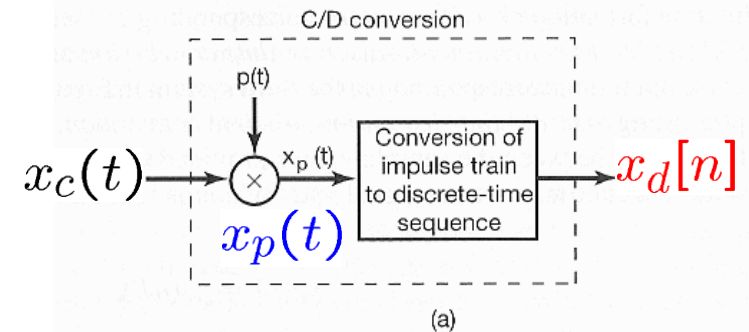 C/D conversion
p(t)
x_c(t)
×
x_p (t)
x_p(t)
Conversion of
impulse train
to discrete-time
sequence
x_d[n]
(a)